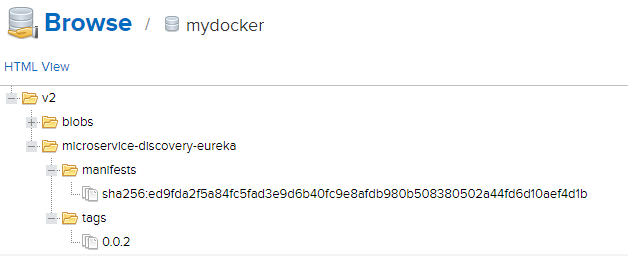 Browse / mydocker
HTML View
v2
blobs
microservice-discovery-eureka
manifests
sha256:ed9fda2f5a84fc5fad3e9d6b40fc9e8afdb980b508380502a44fd6d10aef4d1b
tags
0.0.2